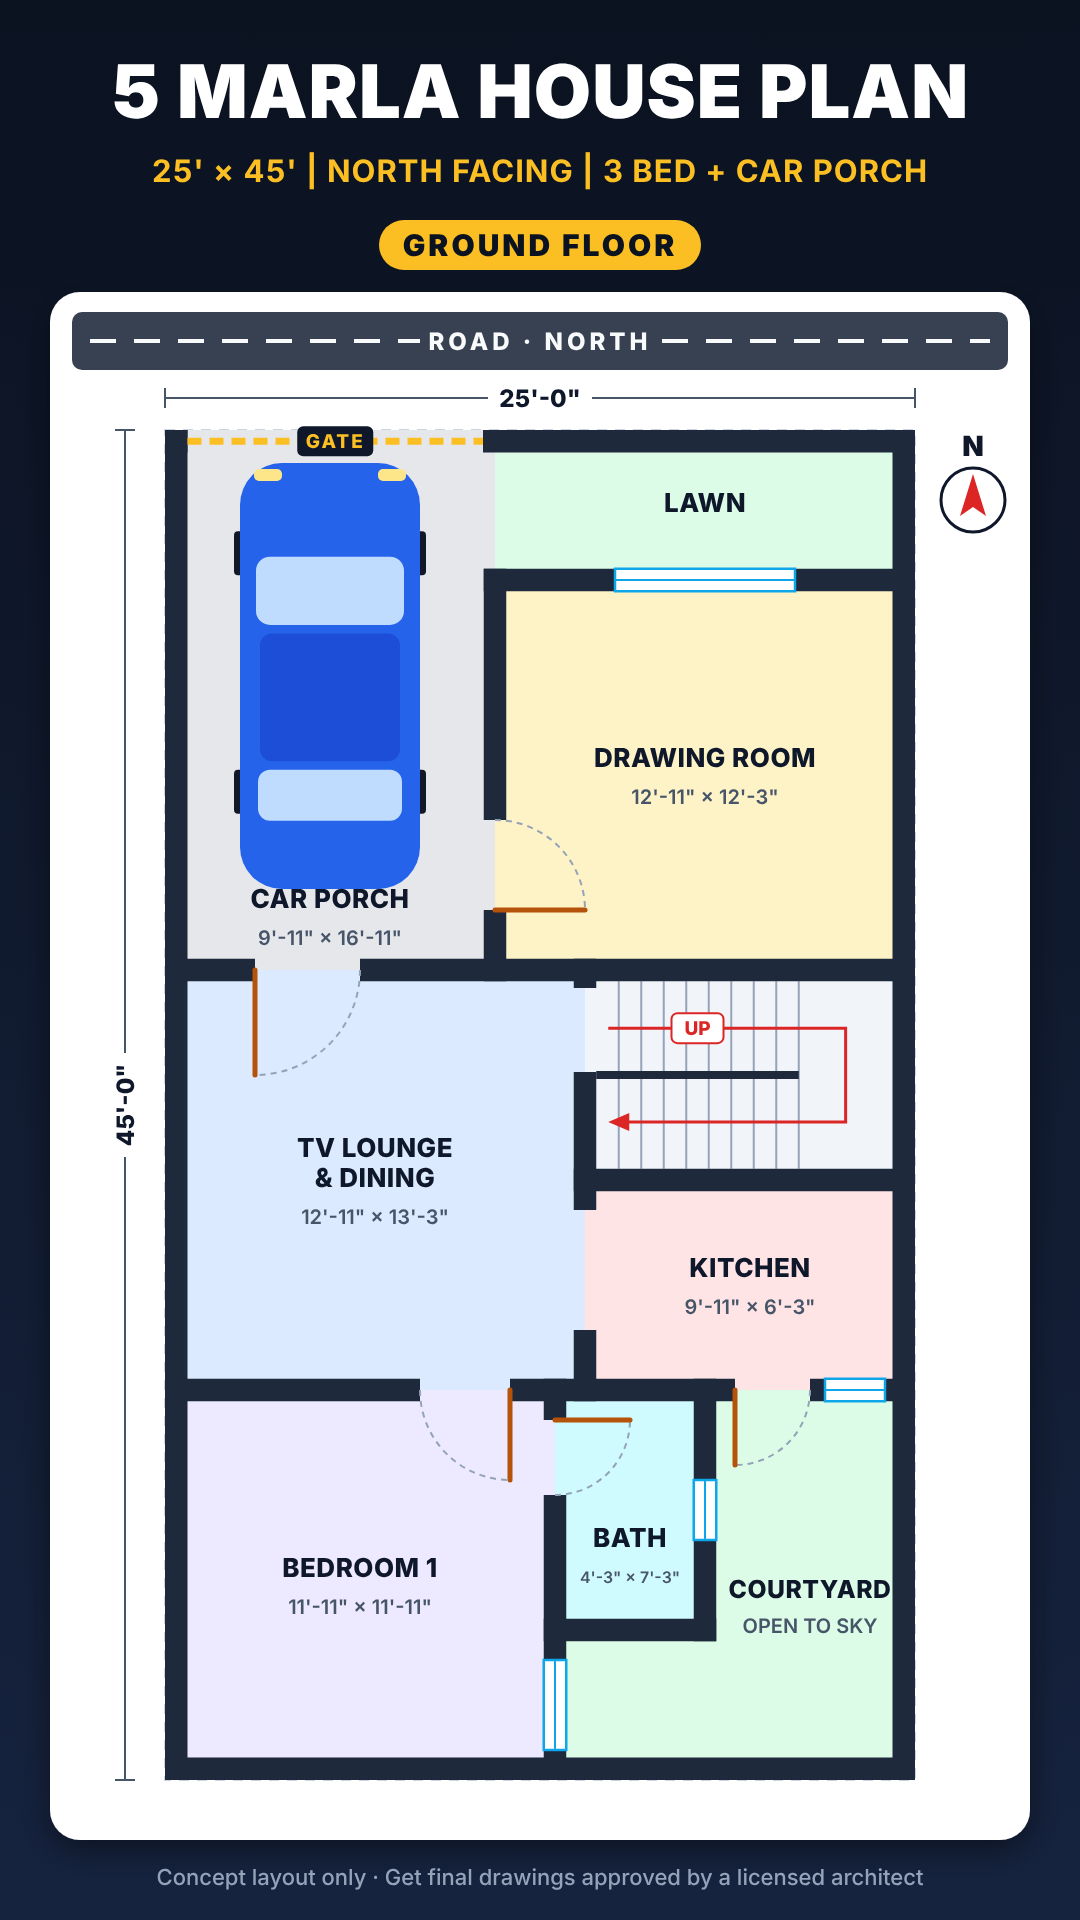 5 MARLA HOUSE PLAN
25' × 45' | NORTH FACING | 3 BED + CAR PORCH
GROUND FLOOR
ROAD · NORTH
25'-0"
GATE
N
LAWN
DRAWING ROOM
12'-11" × 12'-3"
CAR PORCH
9'-11" × 16'-11"
UP
45'-0"
TV LOUNGE
& DINING
12'-11" × 13'-3"
KITCHEN
9'-11" × 6'-3"
BATH
4'-3" × 7'-3"
BEDROOM 1
11'-11" × 11'-11"
COURTYARD
OPEN TO SKY
Concept layout only · Get final drawings approved by a licensed architect